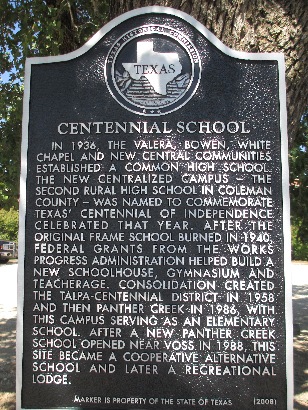 TEXAS HISTORICAL COMMISSION
TEXAS
CENTENNIAL SCHOOL
IN 1936, THE VALERA, BOWEN, WHITE
CHAPEL AND NEW CENTRAL COMMUNITIES
ESTABLISHED A COMMON HIGH SCHOOL.
THE NEW CENTRALIZED CAMPUS – THE
SECOND RURAL HIGH SCHOOL IN COLEMAN
COUNTY – WAS NAMED TO COMMEMORATE
TEXAS' CENTENNIAL OF INDEPENDENCE
CELEBRATED THAT YEAR. AFTER THE
ORIGINAL FRAME SCHOOL BURNED IN 1940,
FEDERAL GRANTS FROM THE WORKS
PROGRESS ADMINISTRATION HELPED BUILD A
NEW SCHOOLHOUSE, GYMNASIUM AND
TEACHERAGE. CONSOLIDATION CREATED
THE TALPA-CENTENNIAL DISTRICT IN 1958
AND THEN PANTHER CREEK IN 1986, WITH
THIS CAMPUS SERVING AS AN ELEMENTARY
SCHOOL. AFTER A NEW PANTHER CREEK
SCHOOL OPENED NEAR VOSS IN 1988, THIS
SITE BECAME A COOPERATIVE ALTERNATIVE
SCHOOL AND LATER A RECREATIONAL
LODGE.
(2008)
MARKER IS PROPERTY OF THE STATE OF TEXAS